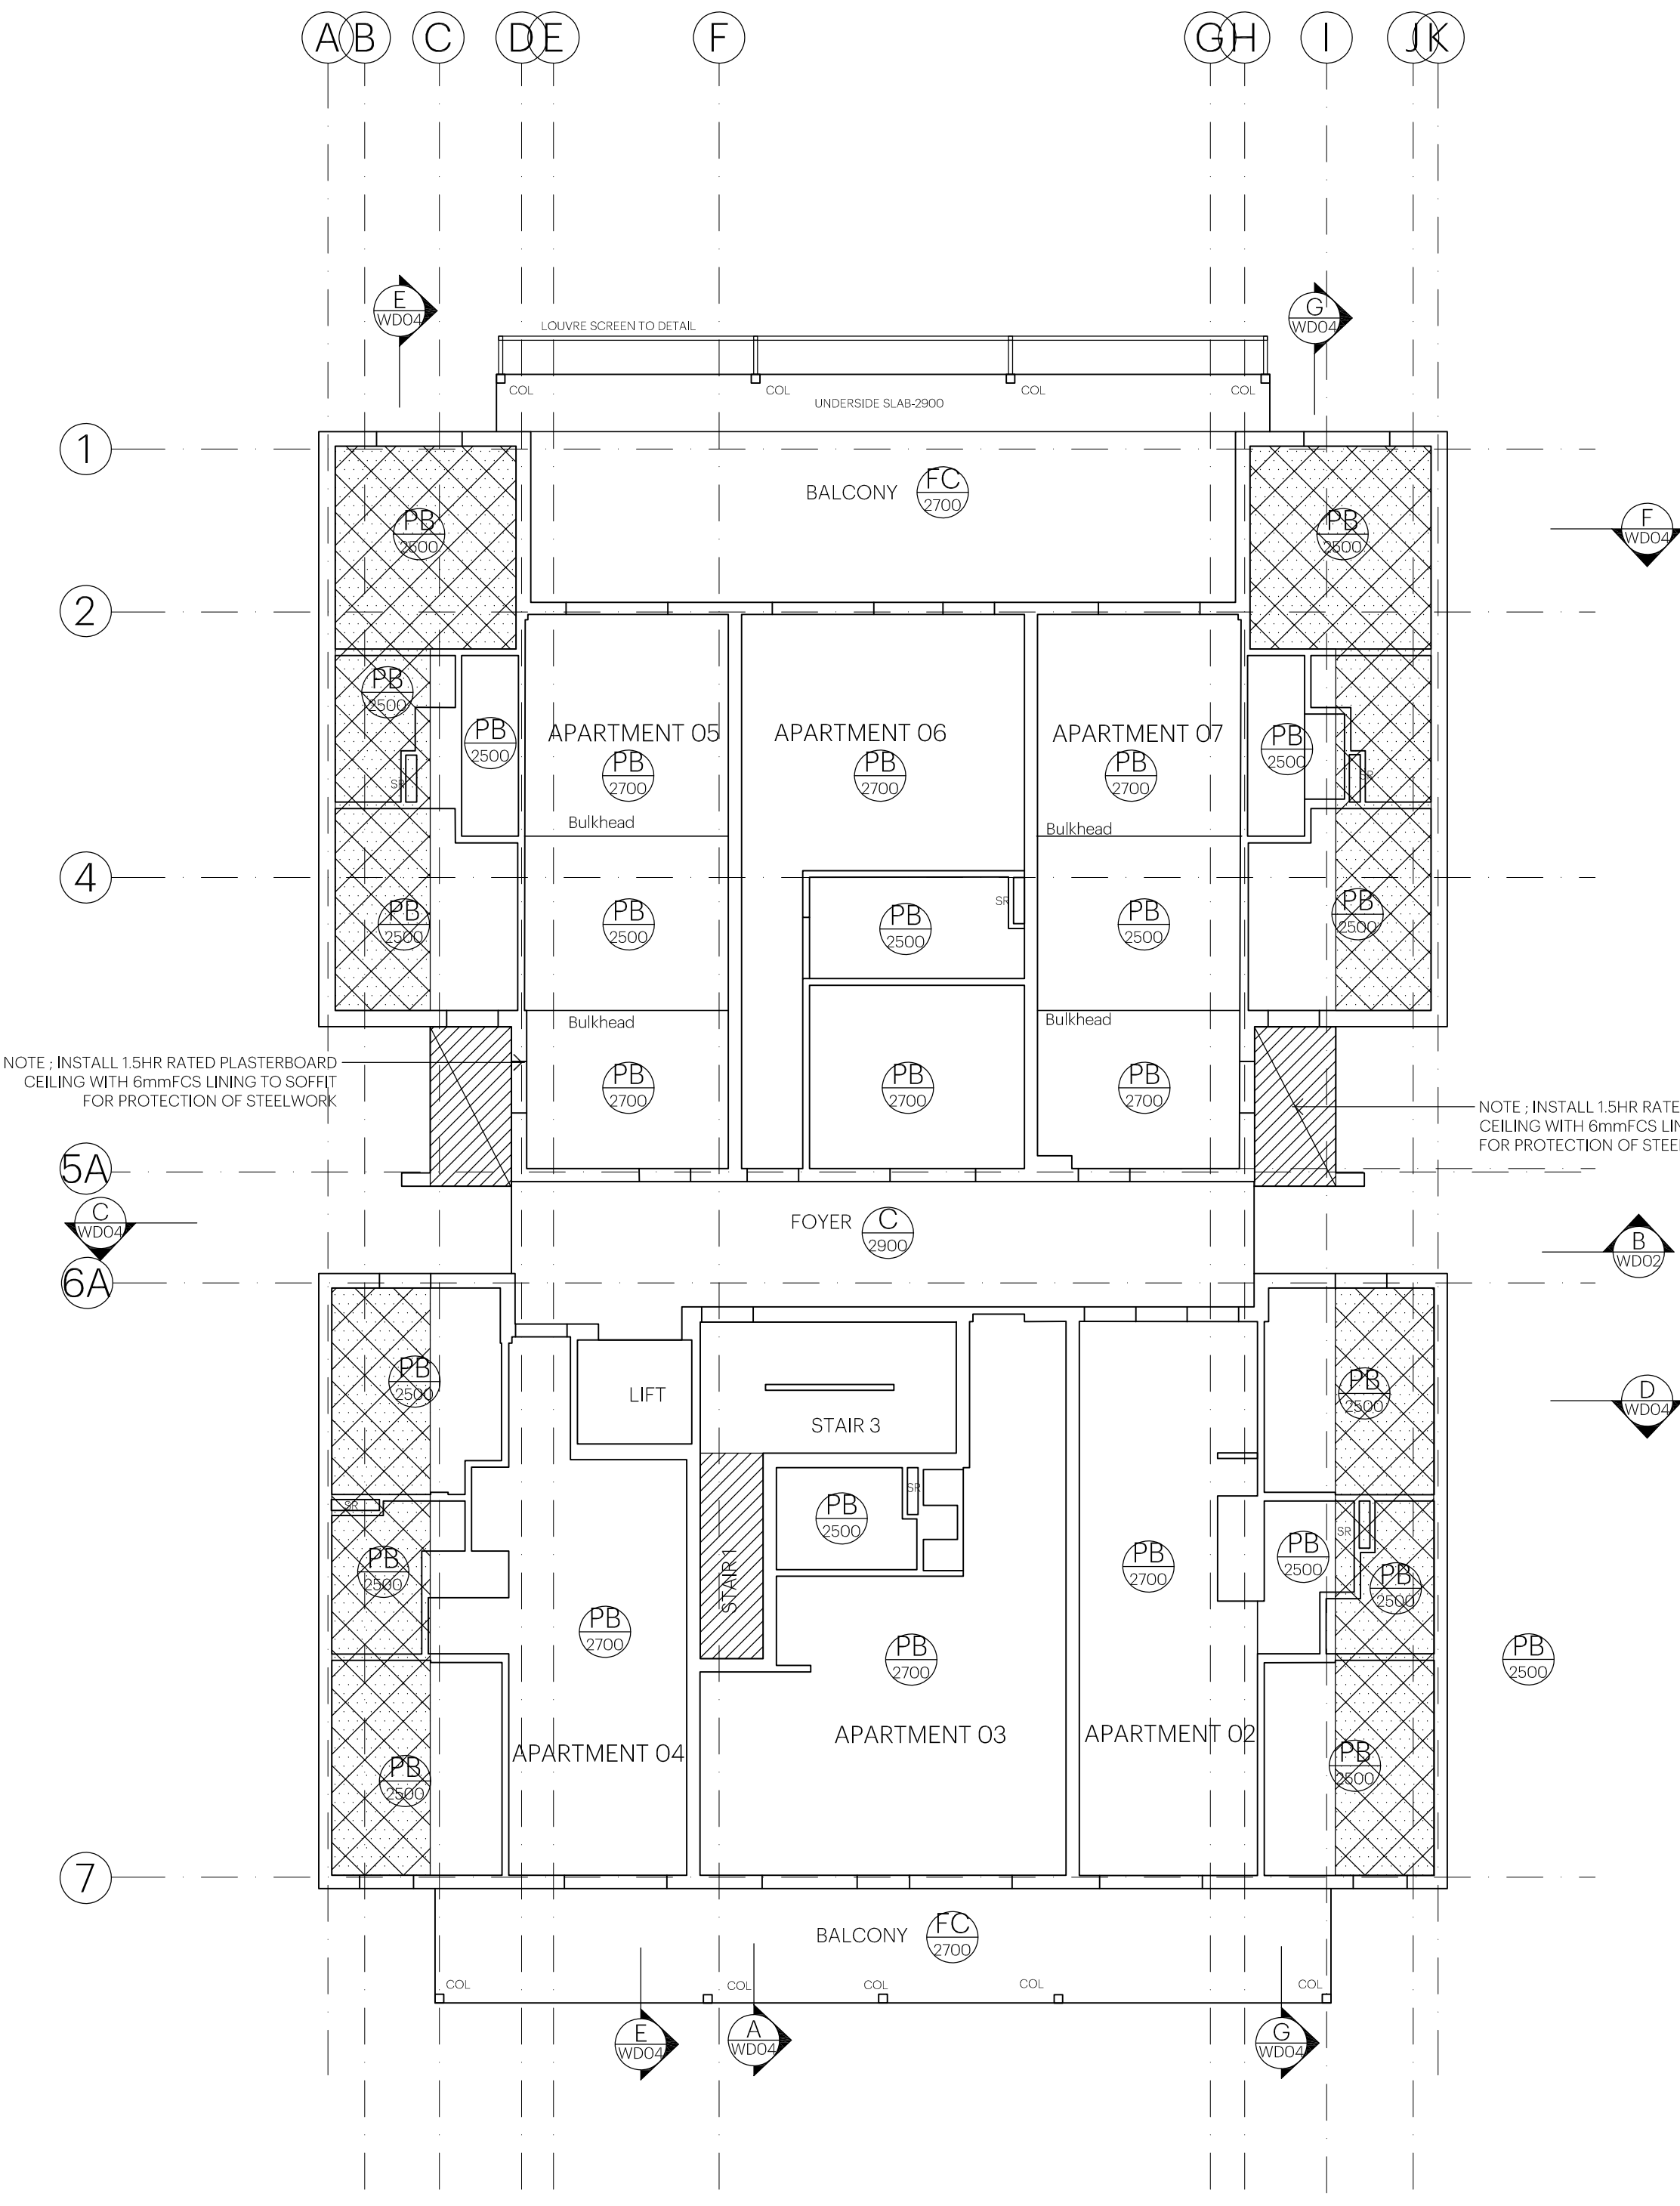 A B C D E F G H I J K
E
WD04
G
WD04
LOUVRE SCREEN TO DETAIL
COL COL COL COL
UNDERSIDE SLAB-2900
1
BALCONY
FC
2700
PB
2500
PB
2500
F
WD04
2
PB
2500
PB
2500
APARTMENT 05
PB
2700
APARTMENT 06
PB
2700
APARTMENT 07
PB
2700
PB
2500
SR
SR
Bulkhead
Bulkhead
4
PB
2500
PB
2500
SR
PB
2500
PB
2500
PB
2500
Bulkhead
Bulkhead
NOTE ; INSTALL 1.5HR RATED PLASTERBOARD
CEILING WITH 6mmFCS LINING TO SOFFIT
FOR PROTECTION OF STEELWORK
PB
2700
PB
2700
PB
2700
NOTE ; INSTALL 1.5HR RATE
CEILING WITH 6mmFCS LIN
FOR PROTECTION OF STEE
5A
C
WD04
FOYER
C
2900
B
WD02
6A
PB
2500
LIFT
STAIR 3
PB
2500
D
WD04
SR
SR
PB
2500
SR
PB
2500
STAIR 1
PB
2700
PB
2500
PB
2500
PB
2700
PB
2700
PB
2500
APARTMENT 04
APARTMENT 03
APARTMENT 02
PB
2500
PB
2500
7
BALCONY
FC
2700
COL COL COL COL COL
E
WD04
A
WD04
G
WD04